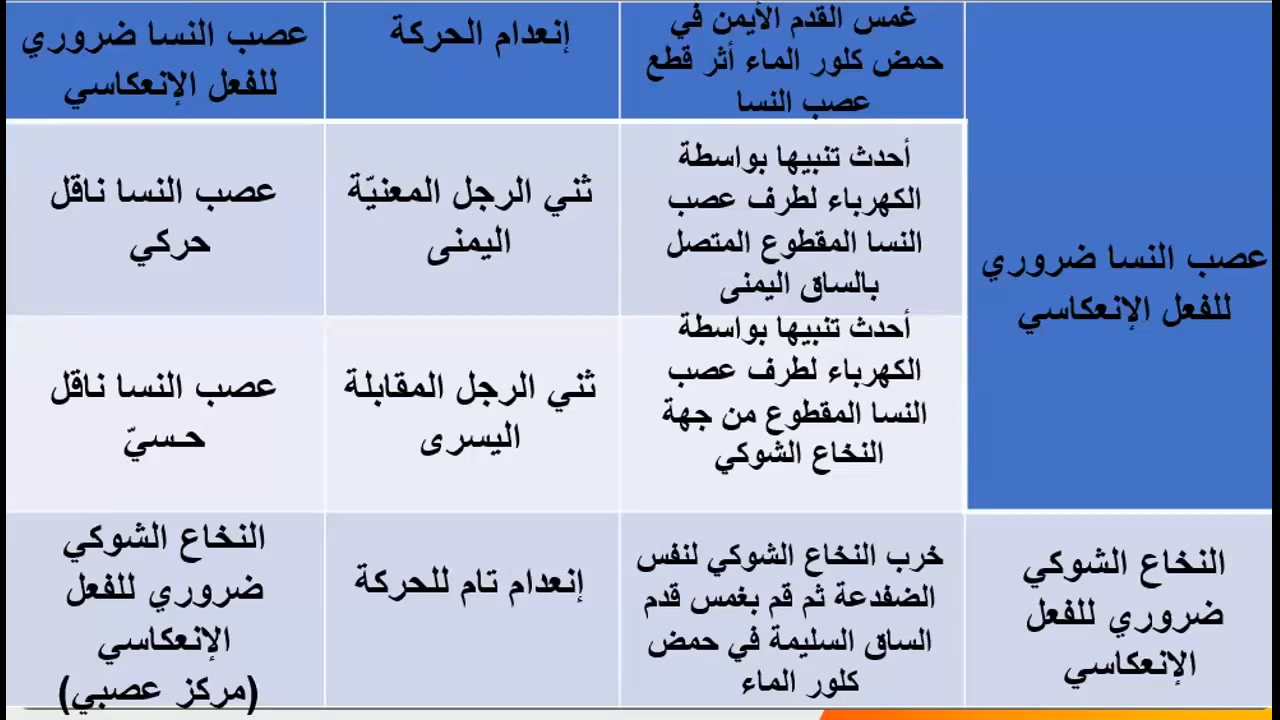 غمس القدم الأيمن في
حمض كلور الماء أثر قطع
عصب النسا
إنعدام الحركة
عصب النسا ضروري
للفعل الإنعكاسي
عصب النسا ضروري
للفعل الإنعكاسي
أحدث تنبيها بواسطة
الكهرباء لطرف عصب
النسا المقطوع المتصل
بالساق اليمنى
ثني الرجل المعنيّة
اليمنى
عصب النسا ناقل
حركي
أحدث تنبيها بواسطة
الكهرباء لطرف عصب
النسا المقطوع من جهة
النخاع الشوكي
ثني الرجل المقابلة
اليسرى
عصب النسا ناقل
حـسيّ
النخاع الشوكي
ضروري للفعل
الإنعكاسي
خرب النخاع الشوكي لنفس
الضفدعة ثم قم بغمس قدم
الساق السليمة في حمض
كلور الماء
إنعدام تام للحركة
النخاع الشوكي
ضروري للفعل
الإنعكاسي
(مركز عصبي)